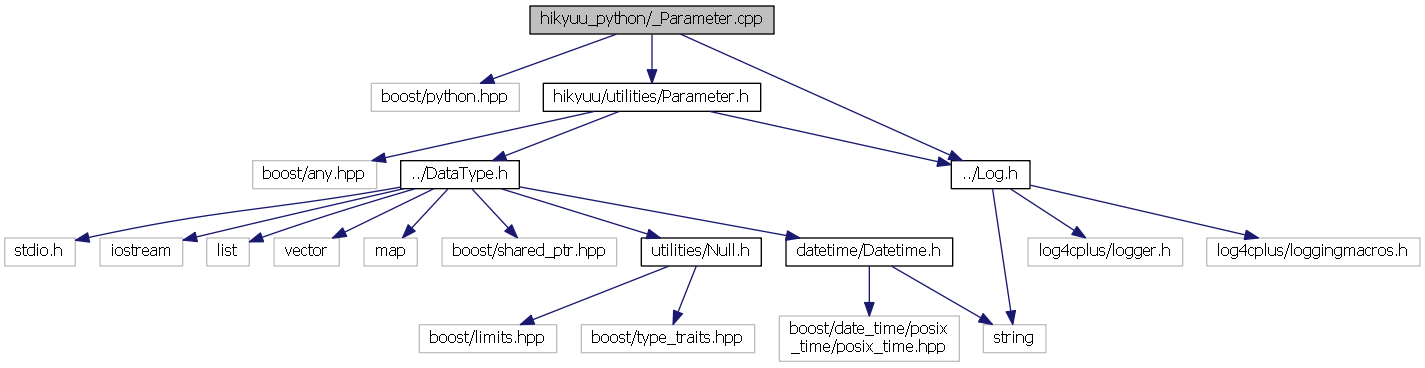 hikyuu_python/_Parameter.cpp
boost/python.hpp
hikyuu/utilities/Parameter.h
boost/any.hpp
../DataType.h
../Log.h
stdio.h
iostream
list
vector
map
boost/shared_ptr.hpp
utilities/Null.h
datetime/Datetime.h
log4cplus/logger.h
log4cplus/loggingmacros.h
boost/limits.hpp
boost/type_traits.hpp
boost/date_time/posix
_time/posix_time.hpp
string